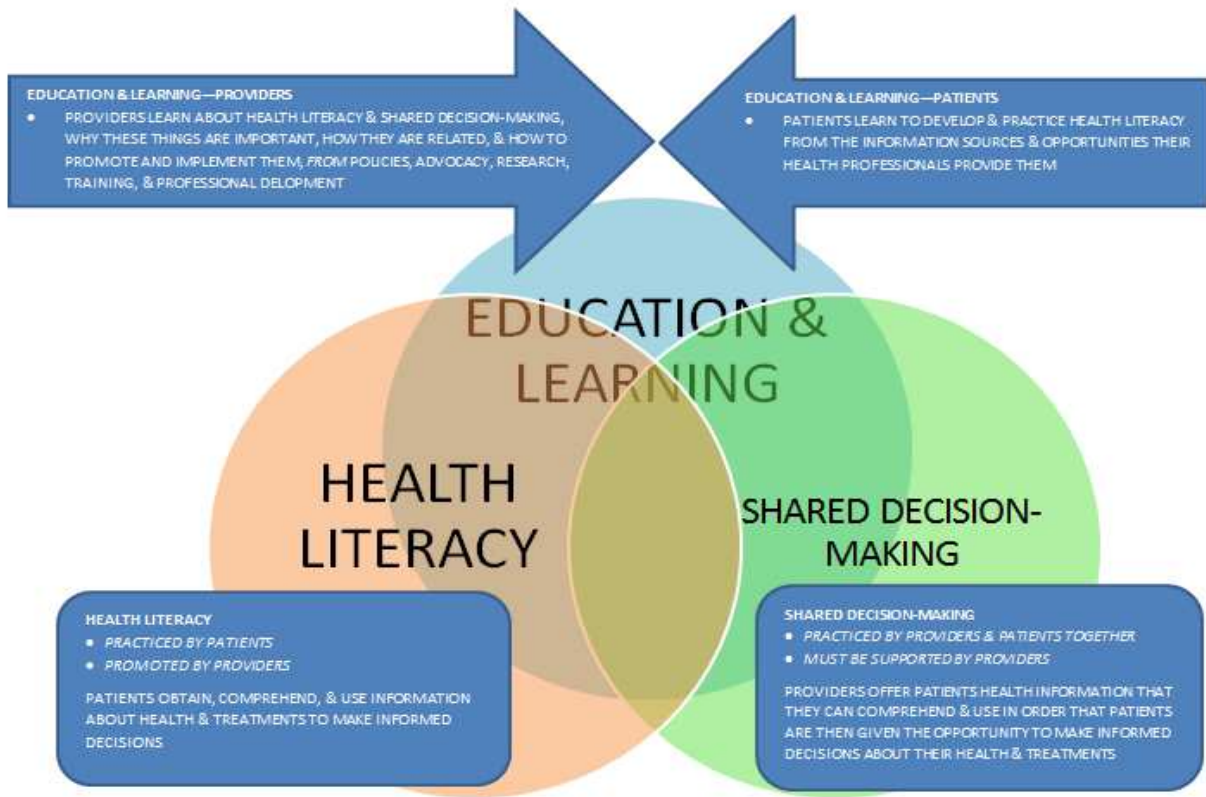 EDUCATION & LEARNING—PROVIDERS
• PROVIDERS LEARN ABOUT HEALTH LITERACY & SHARED DECISION-MAKING,
WHY THESE THINGS ARE IMPORTANT, HOW THEY ARE RELATED, & HOW TO
PROMOTE AND IMPLEMENT THEM, FROM POLICIES, ADVOCACY, RESEARCH,
TRAINING, & PROFESSIONAL DELOPMENT
EDUCATION & LEARNING—PATIENTS
• PATIENTS LEARN TO DEVELOP & PRACTICE HEALTH LITERACY
FROM THE INFORMATION SOURCES & OPPORTUNITIES THEIR
HEALTH PROFESSIONALS PROVIDE THEM
EDUCATION &
LEARNING
HEALTH
LITERACY
SHARED DECISION-
MAKING
HEALTH LITERACY
• PRACTICED BY PATIENTS
• PROMOTED BY PROVIDERS
PATIENTS OBTAIN, COMPREHEND, & USE INFORMATION
ABOUT HEALTH & TREATMENTS TO MAKE INFORMED
DECISIONS
SHARED DECISION-MAKING
• PRACTICED BY PROVIDERS & PATIENTS TOGETHER
• MUST BE SUPPORTED BY PROVIDERS
PROVIDERS OFFER PATIENTS HEALTH INFORMATION THAT
THEY CAN COMPREHEND & USE IN ORDER THAT PATIENTS
ARE THEN GIVEN THE OPPORTUNITY TO MAKE INFORMED
DECISIONS ABOUT THEIR HEALTH & TREATMENTS